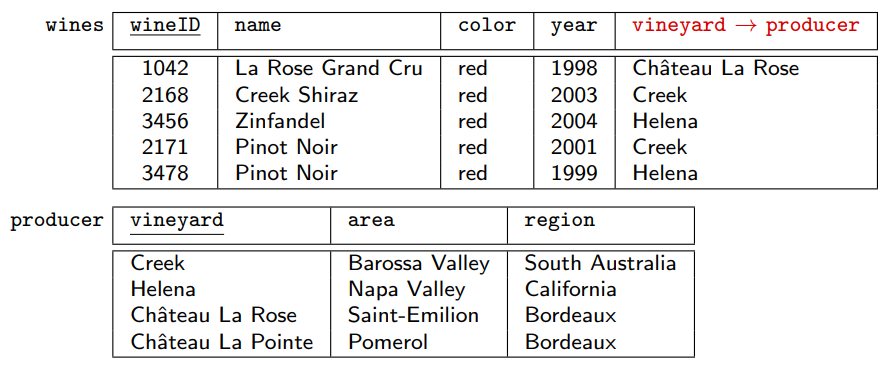 wines wineID name color year vineyard → producer
1042 La Rose Grand Cru red 1998 Château La Rose
2168 Creek Shiraz red 2003 Creek
3456 Zinfandel red 2004 Helena
2171 Pinot Noir red 2001 Creek
3478 Pinot Noir red 1999 Helena
producer vineyard area region
Creek Barossa Valley South Australia
Helena Napa Valley California
Château La Rose Saint-Emilion Bordeaux
Château La Pointe Pomerol Bordeaux